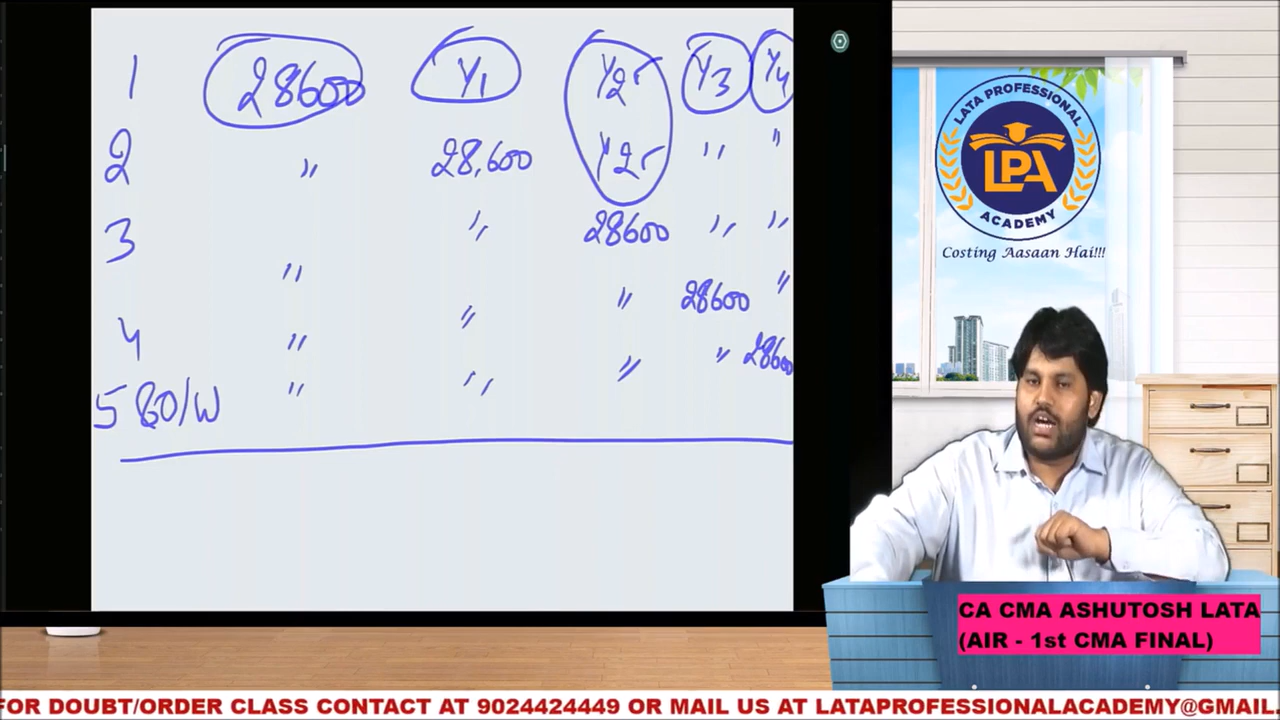 1 28600 Y1 Y2 Y3 Y4
2 " 28,600 Y2 " "
3 " 28600 " "
" " " 28600 "
4 " " " " 28600
5 "
LATA PROFESSIONAL
LPA
ACADEMY
Costing Aasaan Hai!!!
CA CMA ASHUTOSH LATA
(AIR - 1st CMA FINAL)
FOR DOUBT/ORDER CLASS CONTACT AT 9024424449 OR MAIL US AT LATAPROFESSIONALACADEMY@GMAIL.